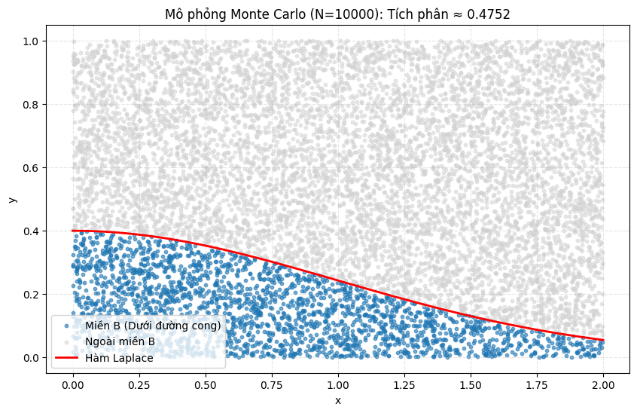 Mô phỏng Monte Carlo (N=10000): Tích phân ≈ 0.4752
1.0
0.8
0.6
y
0.4
0.2
0.0
Miền B (Dưới đường cong)
Ngoài miền B
Hàm Laplace
0.00 0.25 0.50 0.75 1.00 1.25 1.50 1.75 2.00
x